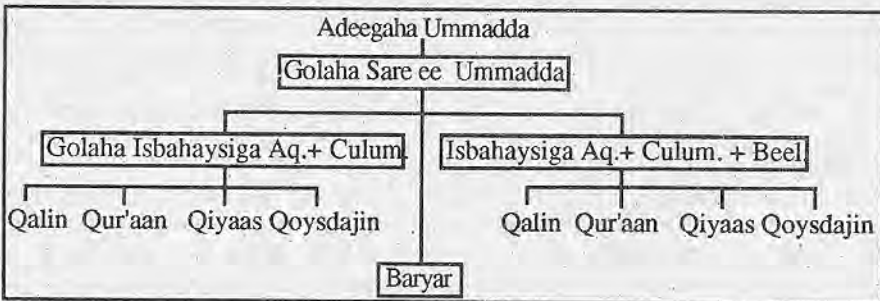 Adeegaha Ummadda
Golaha Sare ee Ummadda
Golaha Isbahaysiga Aq.+ Culum. Isbahaysiga Aq.+ Culum. + Beel.
Qalin Qur'aan Qiyaas Qoysdajin Qalin Qur'aan Qiyaas Qoysdajin
Baryar